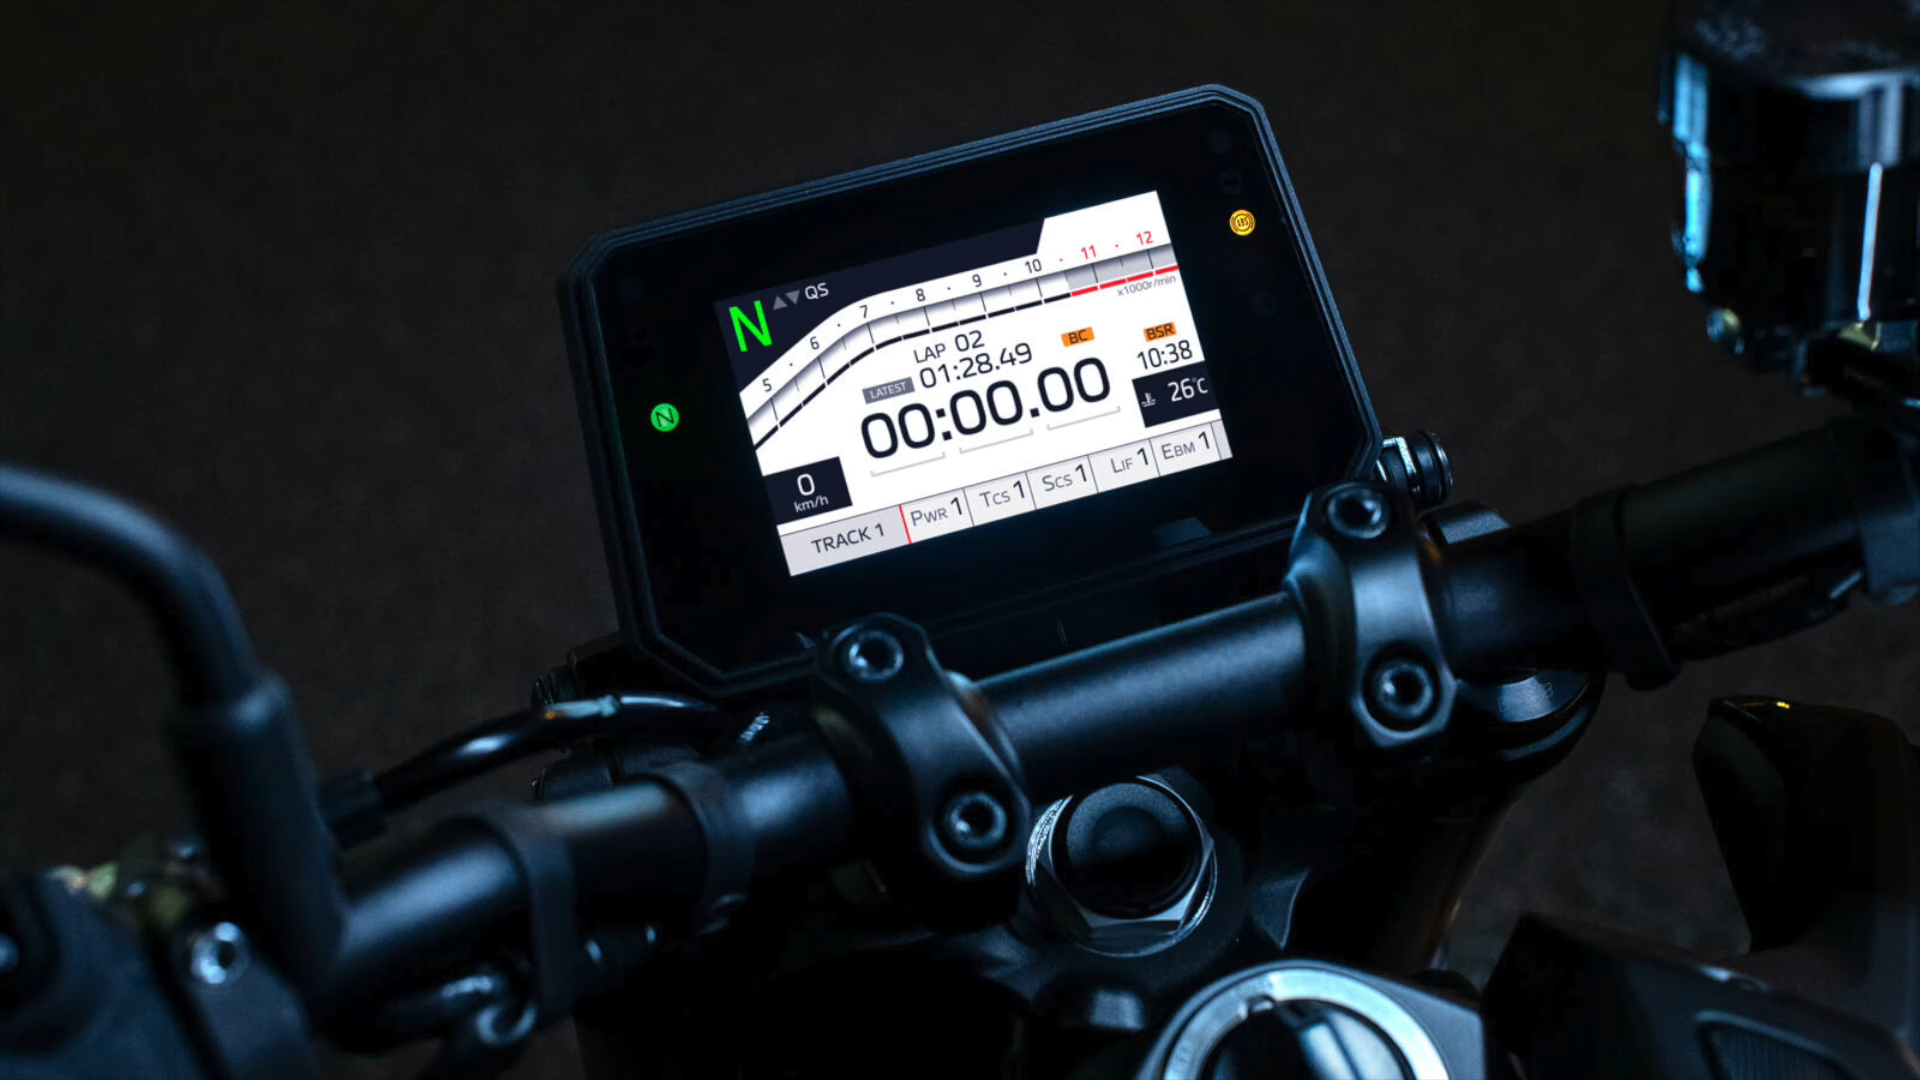 N QS
5 6 7 8 9 10 11 12
x1000r/min
LAP 02
LATEST 01:28.49
00:00.00
BC
BSR
10:38
26°C
0
km/h
TRACK 1 PWR 1 TCS 1 SCS 1 LIF 1 EBM 1
N